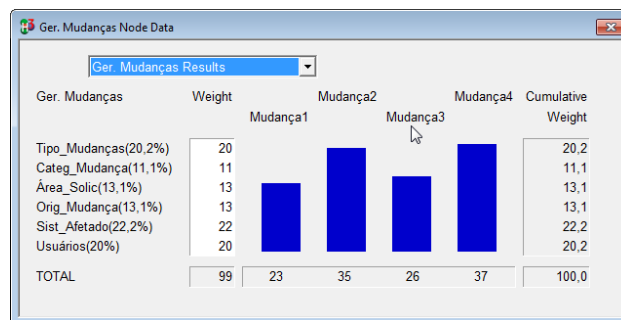 Ger. Mudanças Node Data
Ger. Mudanças Results
Ger. Mudanças Weight Mudança2 Mudança4 Cumulative
Mudança1 Mudança3 Weight
Tipo_Mudanças(20,2%) 20 20,2
Categ_Mudança(11,1%) 11 11,1
Área_Solic(13,1%) 13 13,1
Orig_Mudança(13,1%) 13 13,1
Sist_Afetado(22,2%) 22 22,2
Usuários(20%) 20 20,2
TOTAL 99 23 35 26 37 100,0